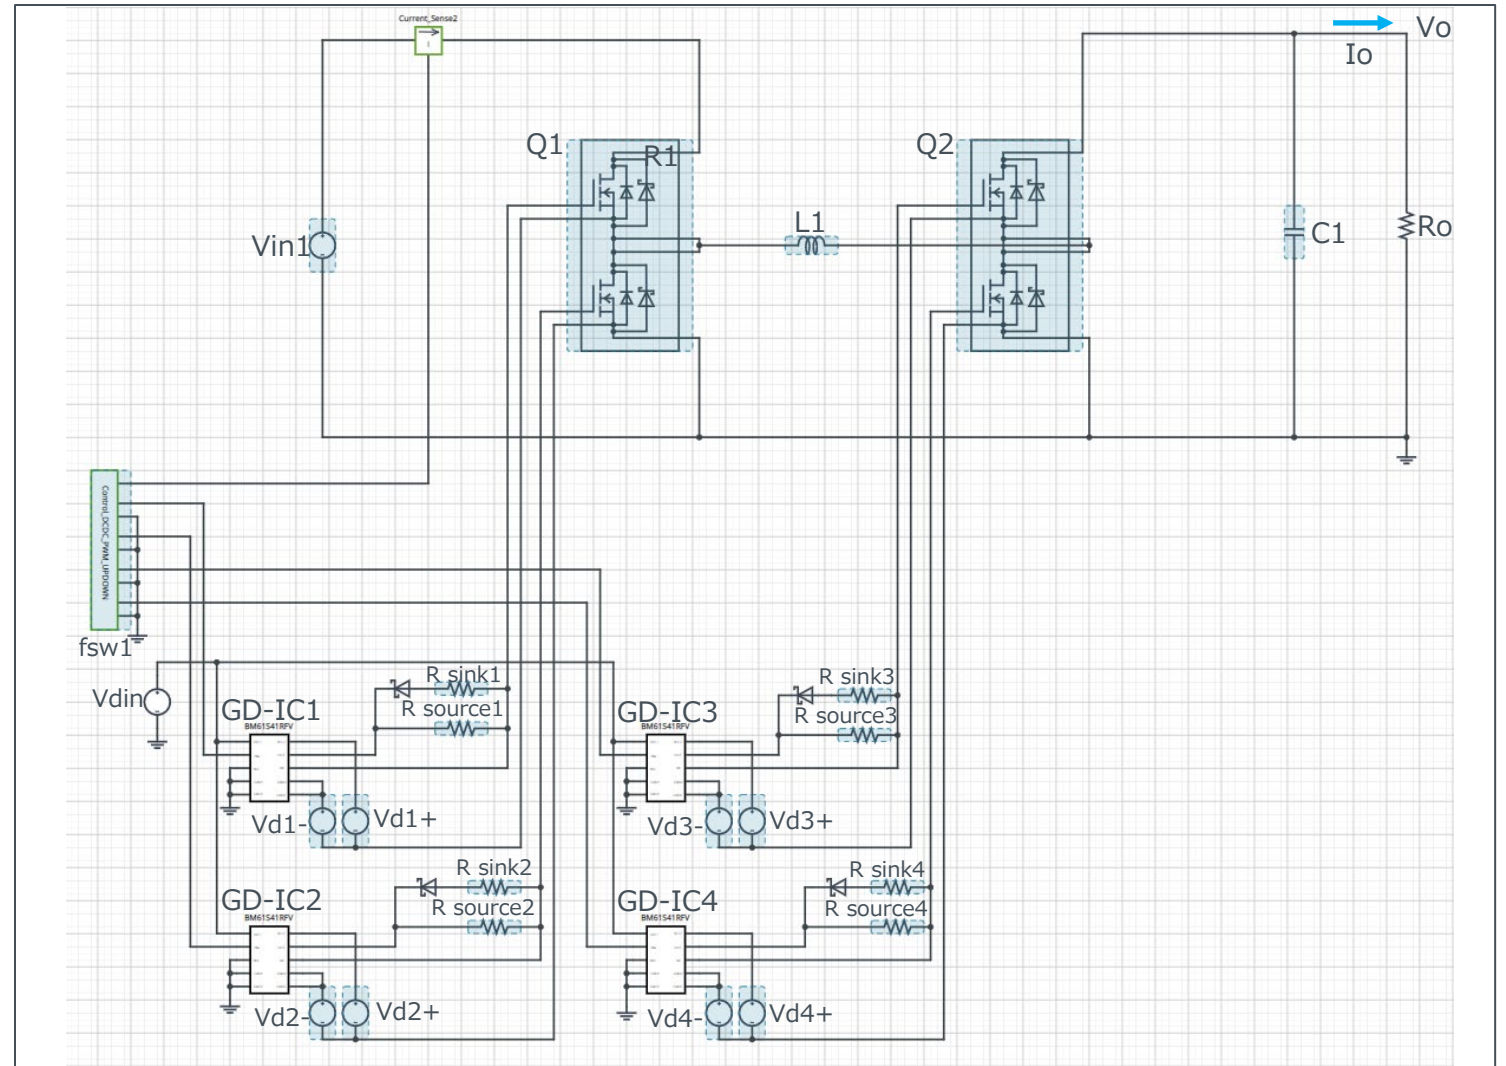 Current_Sense2
Vo
Io
Q1
R1
Q2
L1
Vin1
C1
Ro
Control_DCDC_PWM_UPDOWN
fsw1
Vdin
R sink1
R source1
GD-IC1
BM61S41RFV
Vd1-
Vd1+
R sink3
R source3
GD-IC3
BM61S41RFV
Vd3-
Vd3+
R sink2
R source2
GD-IC2
BM61S41RFV
Vd2-
Vd2+
R sink4
R source4
GD-IC4
BM61S41RFV
Vd4-
Vd4+